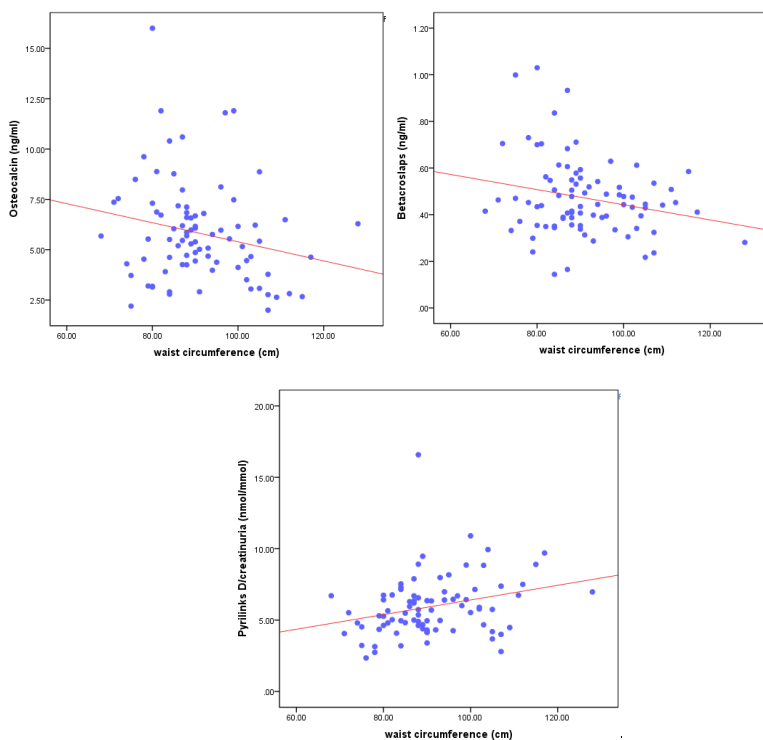 Osteocalcin (ng/ml)
15.00
12.50
10.00
7.50
5.00
2.50
60.00 80.00 100.00 120.00
waist circumference (cm)
Betacroslaps (ng/ml)
1.20
1.00
.80
.60
.40
.20
.00
60.00 80.00 100.00 120.00
waist circumference (cm)
Pyrilinks D/creatinuria (nmol/mmol)
20.00
15.00
10.00
5.00
.00
60.00 80.00 100.00 120.00
waist circumference (cm)